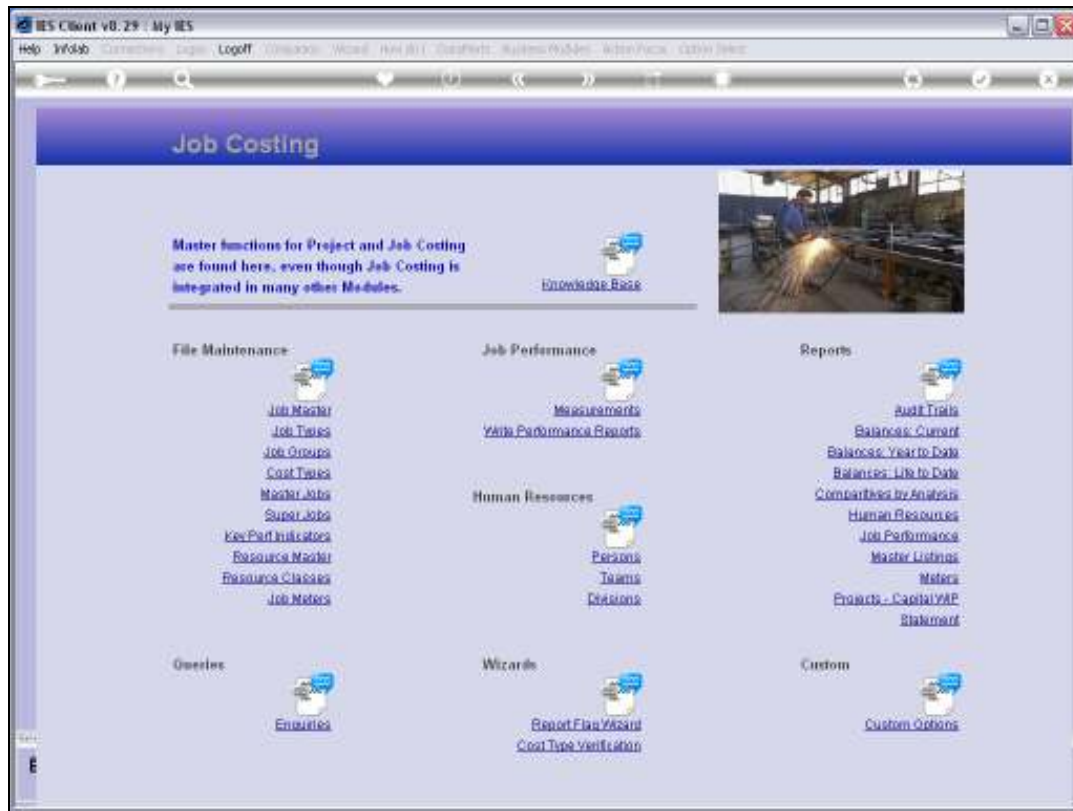 IES Client v8.29 : My IES
Help Infolab Logoff
Job Costing
Master functions for Project and Job Costing
are found here, even though Job Costing is
integrated in many other Modules.
Knowledge Base
File Maintenance
Job Master
Job Types
Job Groups
Cost Types
Master Jobs
Super Jobs
Key Perf Indicators
Resource Master
Resource Classes
Job Meters
Job Performance
Measurements
Write Performance Reports
Human Resources
Persons
Teams
Divisions
Reports
Audit Trails
Balances: Current
Balances: Year to Date
Balances: Life to Date
Comparitives by Analysis
Human Resources
Job Performance
Master Listings
Meters
Projects - Capital WIP
Statement
Queries
Enquiries
Wizards
Report Flag Wizard
Cost Type Verification
Custom
Custom Options